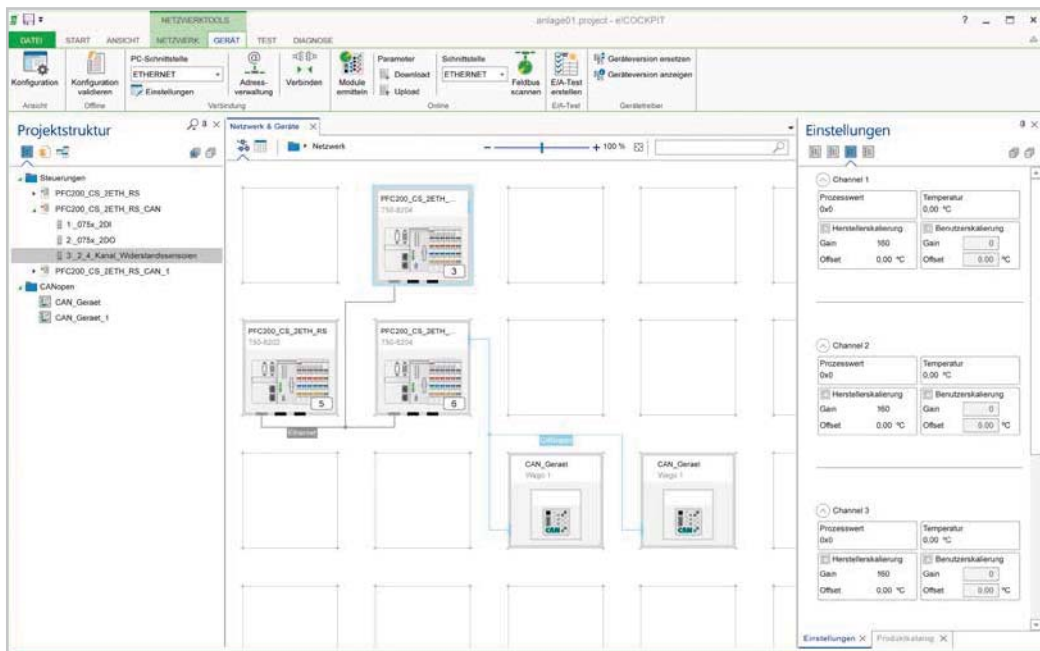 NETZWERKTOOLS
anlage01.project - e!COCKPIT
? _ ×
DATEI START ANSICHT NETZWERK GERÄT TEST DIAGNOSE
Konfiguration
Ansicht
Konfiguration validieren
Offline
PC-Schnittstelle
ETHERNET
Einstellungen
Adress-
verwaltung
Verbinden
Verbindung
Module
ermitteln
Parameter
Download
Upload
Schnittstelle
ETHERNET
Feldbus
scannen
Online
E/A-Test
erstellen
E/A-Test
Geräteversion ersetzen
Geräteversion anzeigen
Gerätetreiber
Projektstruktur
Steuerungen
PFC200_CS_2ETH_RS
PFC200_CS_2ETH_RS_CAN
1_075x_2DI
2_075x_2DO
3_2_4_Kanal_Widerstandssensoren
PFC200_CS_2ETH_RS_CAN_1
CANopen
CAN_Geraet
CAN_Geraet_1
Netzwerk & Geräte
Netzwerk
- + 100 %
PFC200_CS_2ETH_...
750-8204
3
PFC200_CS_2ETH_RS
750-8202
5
PFC200_CS_2ETH_...
750-8204
6
Ethernet
CANopen
CAN_Geraet
Wago 1
CAN
CAN_Geraet
Wago 1
CAN
Einstellungen
Channel 1
Prozesswert
0x0
Temperatur
0,00 °C
Herstellerskalierung
Gain 160
Offset 0.00 °C
Benutzerskalierung
Gain 0
Offset 0.00 °C
Channel 2
Prozesswert
0x0
Temperatur
0,00 °C
Herstellerskalierung
Gain 160
Offset 0.00 °C
Benutzerskalierung
Gain 0
Offset 0.00 °C
Channel 3
Prozesswert
0x0
Temperatur
0,00 °C
Herstellerskalierung
Gain 160
Offset 0.00 °C
Benutzerskalierung
Gain 0
Offset 0.00 °C
Einstellungen Produktkatalog